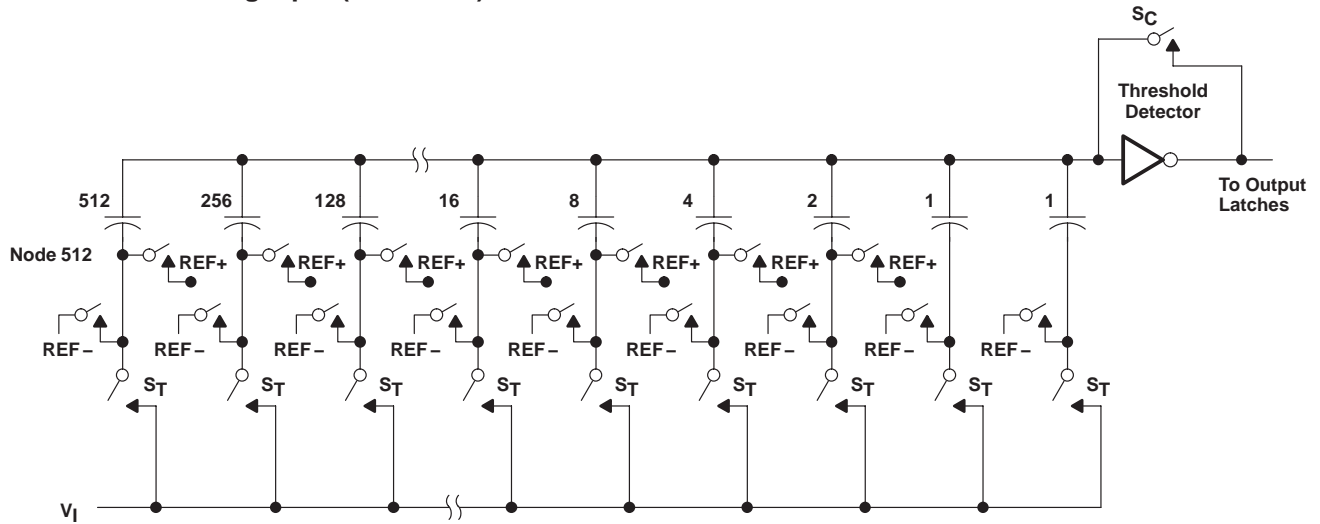 SC
Threshold
Detector
To Output
Latches
512 256 128 16 8 4 2 1 1
Node 512 REF+ REF+ REF+ REF+ REF+ REF+ REF+
REF− REF− REF− REF− REF− REF− REF− REF− REF−
ST ST ST ST ST ST ST ST ST
VI